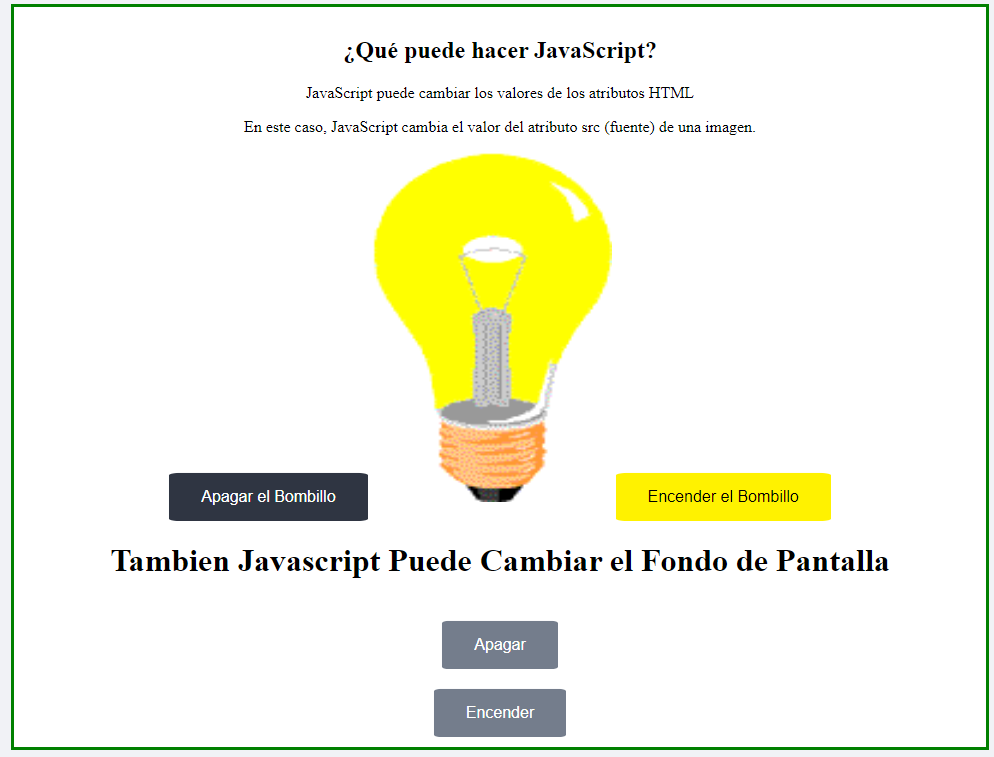 ¿Qué puede hacer JavaScript?
JavaScript puede cambiar los valores de los atributos HTML
En este caso, JavaScript cambia el valor del atributo src (fuente) de una imagen.
Apagar el Bombillo
Encender el Bombillo
Tambien Javascript Puede Cambiar el Fondo de Pantalla
Apagar
Encender